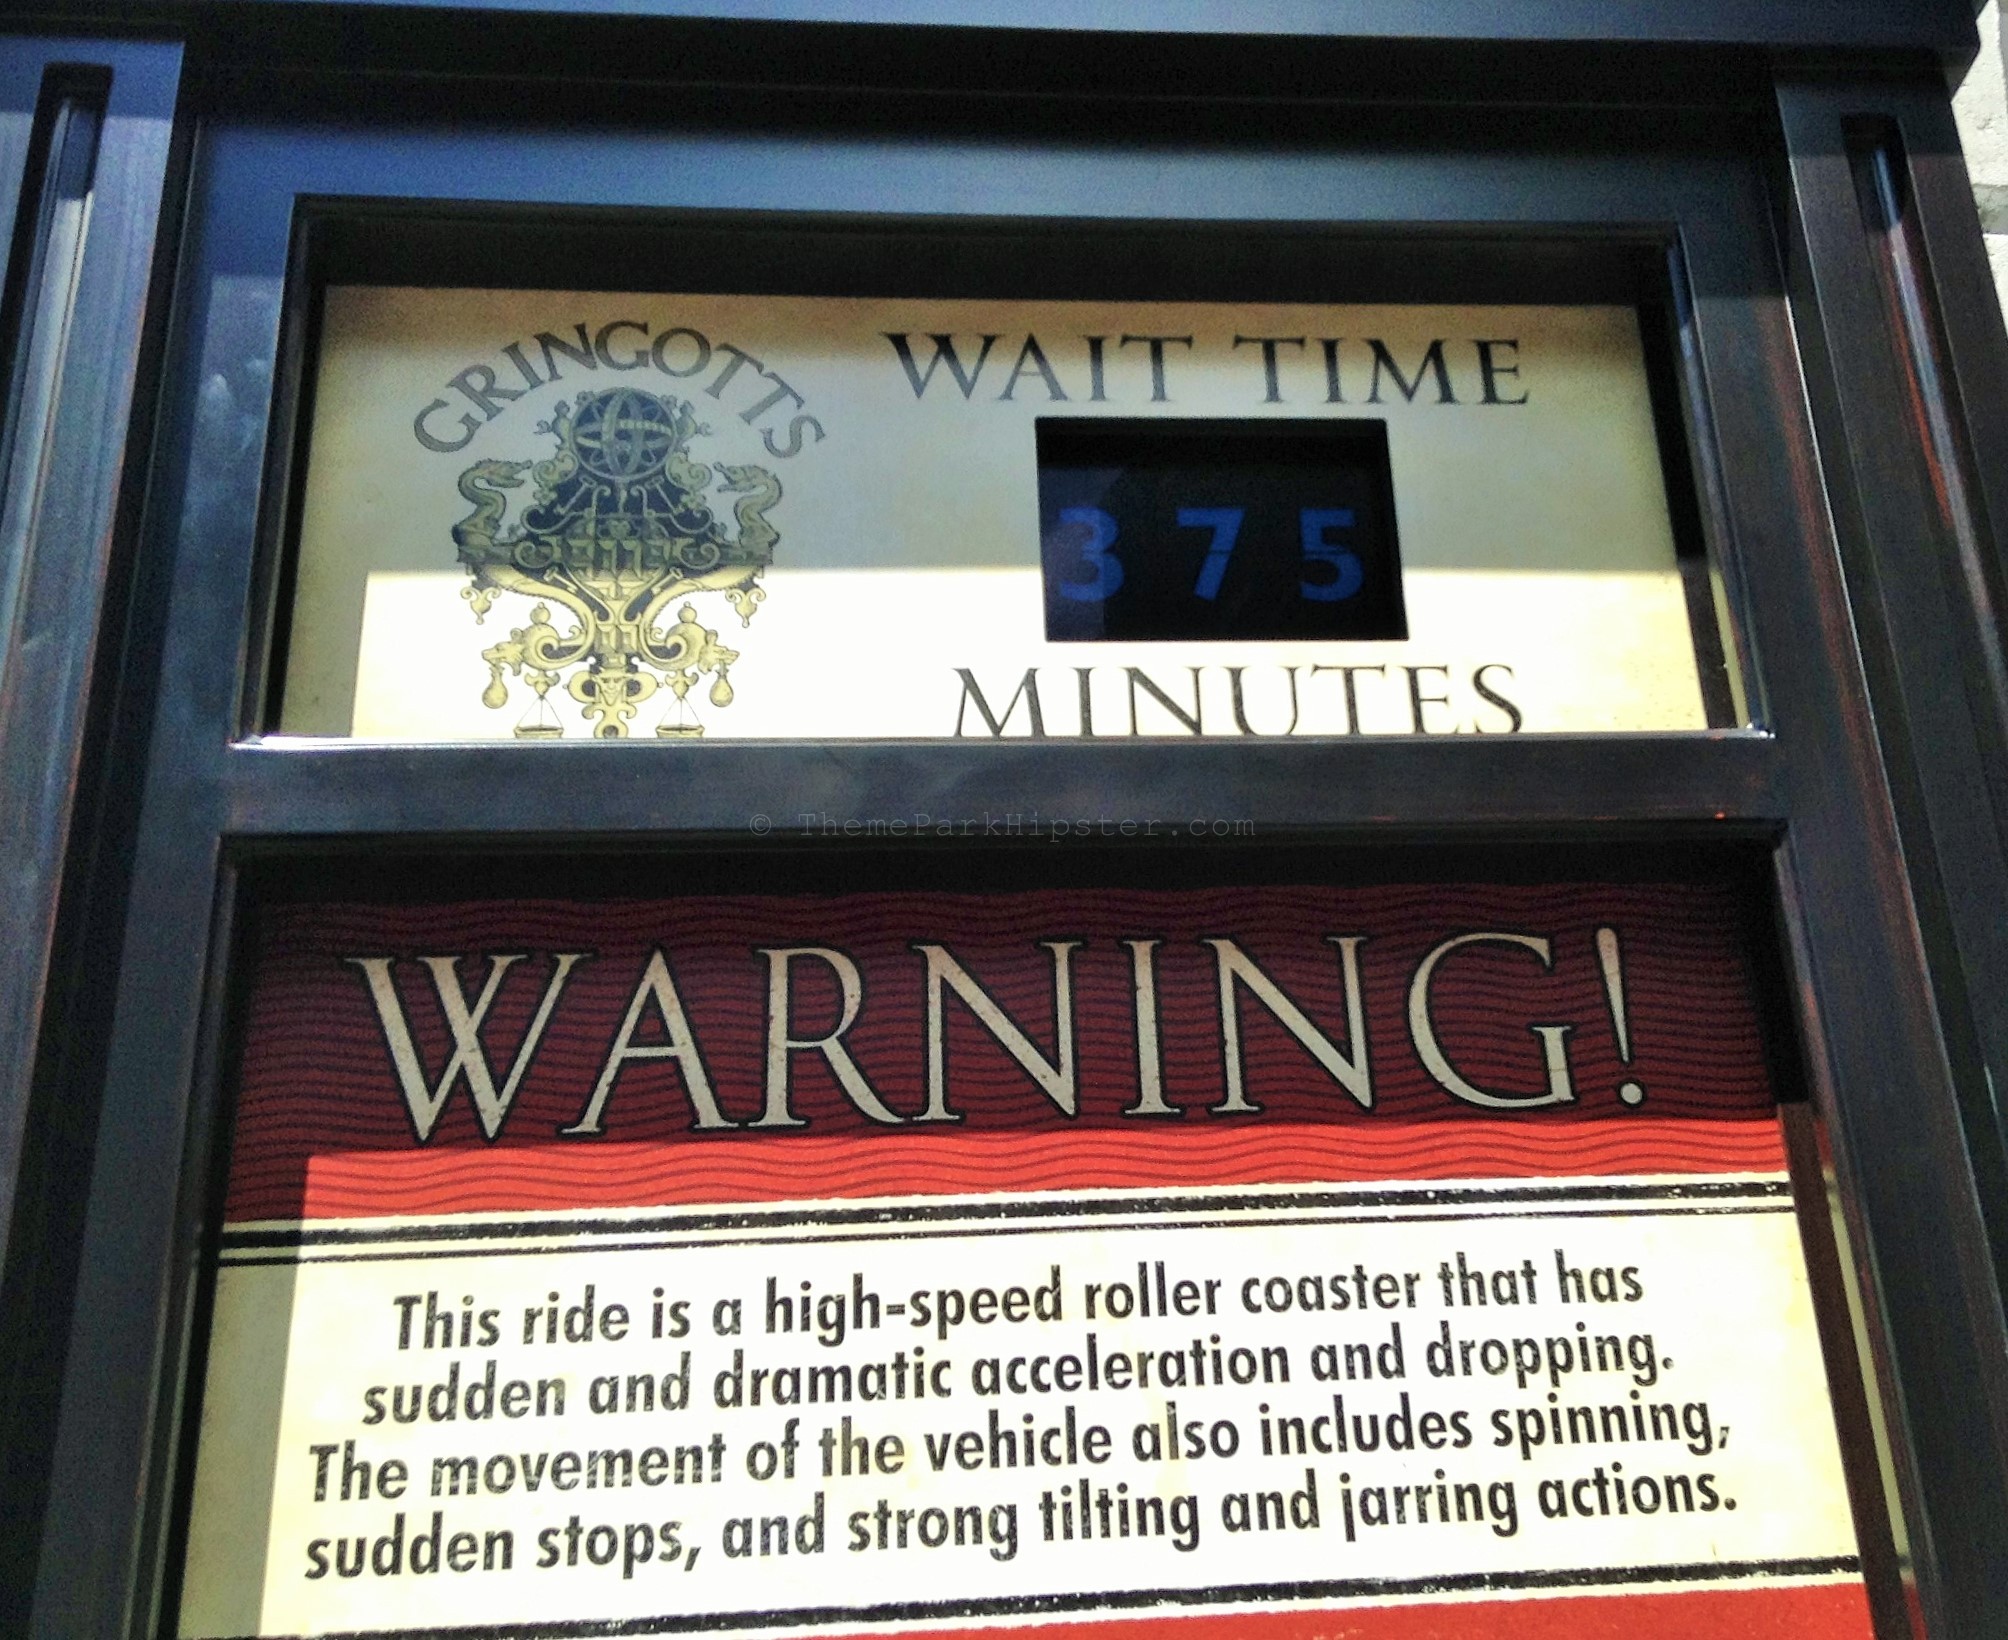 GRINGOTTS
WAIT TIME
375
MINUTES
© ThemeParkHipster.com
WARNING!
This ride is a high-speed roller coaster that has
sudden and dramatic acceleration and dropping.
The movement of the vehicle also includes spinning,
sudden stops, and strong tilting and jarring actions.